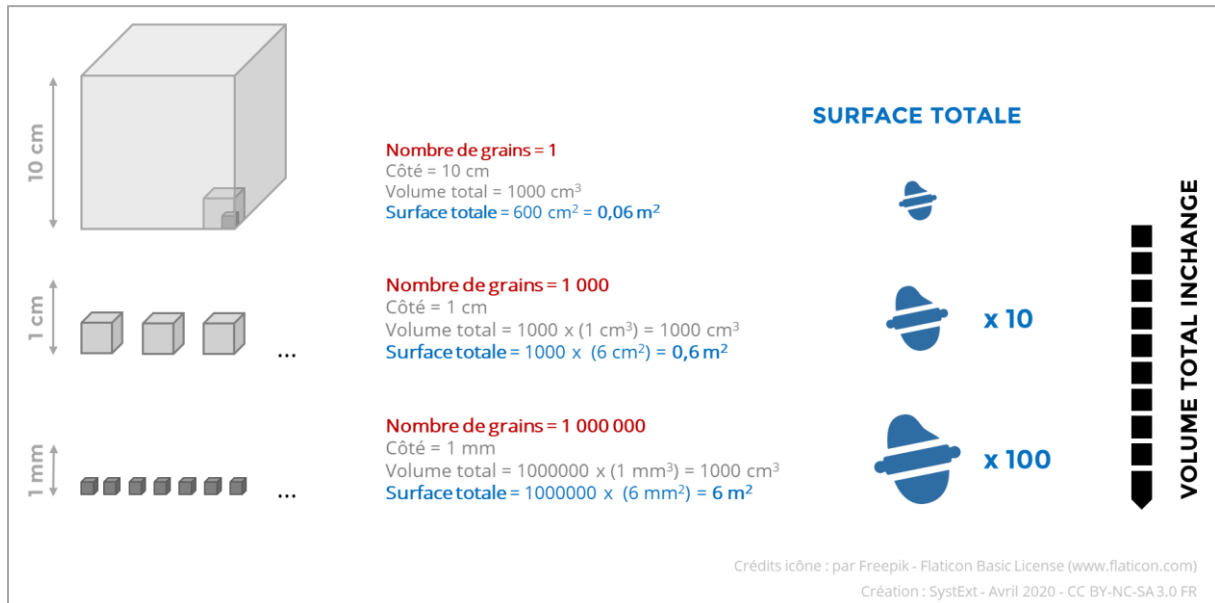 10 cm
Nombre de grains = 1
Côté = 10 cm
Volume total = 1000 cm³
Surface totale = 600 cm² = 0,06 m²
SURFACE TOTALE
1 cm
...
Nombre de grains = 1 000
Côté = 1 cm
Volume total = 1000 x (1 cm³) = 1000 cm³
Surface totale = 1000 x (6 cm²) = 0,6 m²
x 10
1 mm
...
Nombre de grains = 1 000 000
Côté = 1 mm
Volume total = 1000000 x (1 mm³) = 1000 cm³
Surface totale = 1000000 x (6 mm²) = 6 m²
x 100
VOLUME TOTAL INCHANGE
Crédits icône : par Freepik - Flaticon Basic License (www.flaticon.com)
Création : SystExt - Avril 2020 - CC BY-NC-SA 3.0 FR